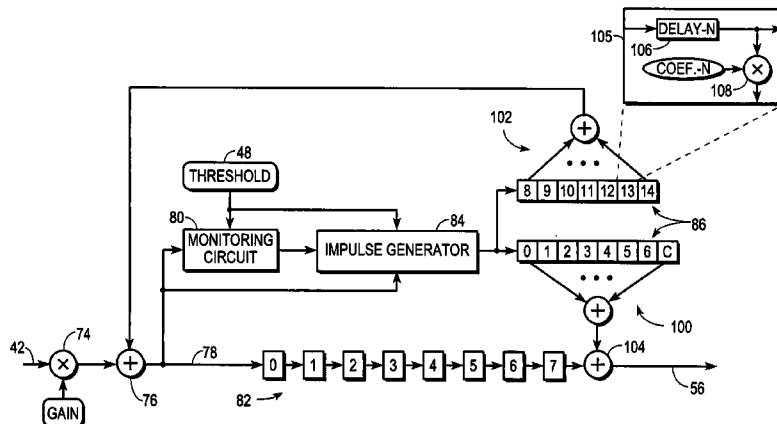 105
DELAY-N
106
COEF.-N
×
108
102
+
• • •
48
THRESHOLD
8 9 10 11 12 13 14
80
84
86
MONITORING
CIRCUIT
IMPULSE GENERATOR
0 1 2 3 4 5 6 C
• • •
+
100
74
42
×
+
78
0 1 2 3 4 5 6 7
+
104
56
76
82
GAIN